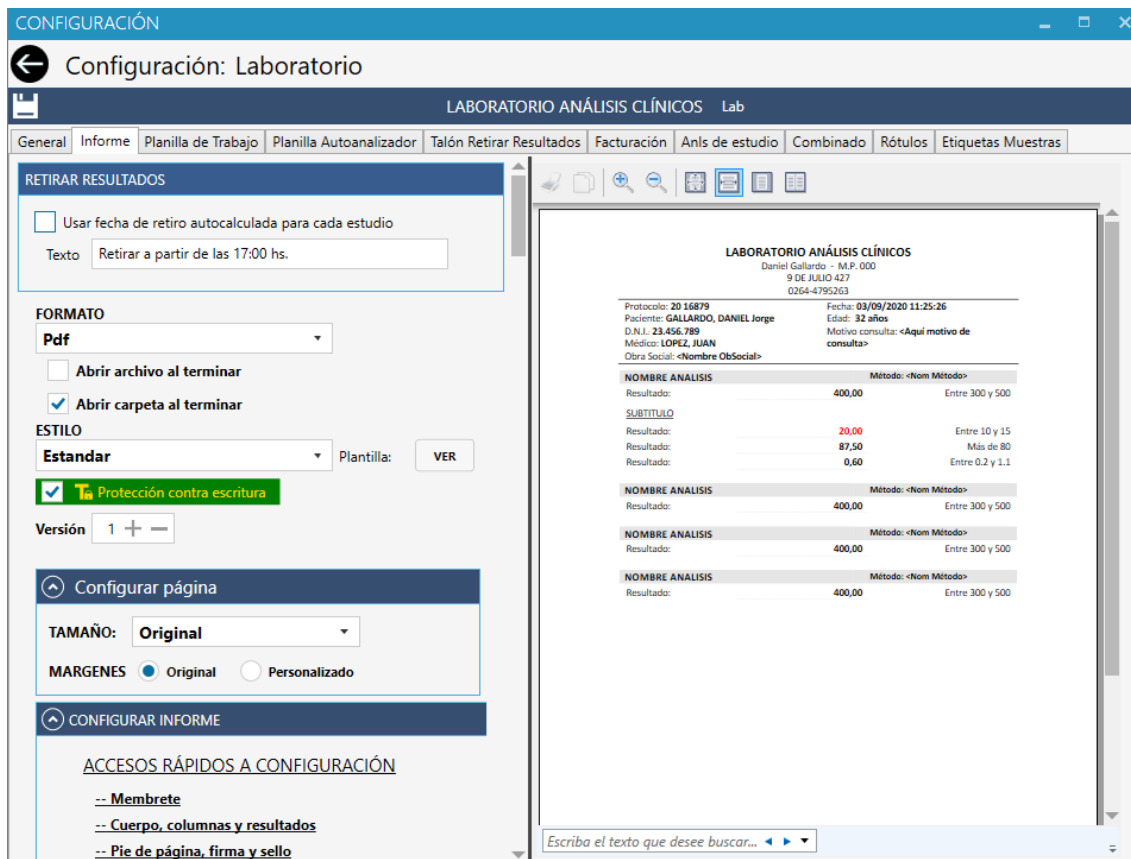 CONFIGURACIÓN
Configuración: Laboratorio
LABORATORIO ANÁLISIS CLÍNICOS Lab
General Informe Planilla de Trabajo Planilla Autoanalizador Talón Retirar Resultados Facturación Anls de estudio Combinado Rótulos Etiquetas Muestras
RETIRAR RESULTADOS
Usar fecha de retiro autocalculada para cada estudio
Texto Retirar a partir de las 17:00 hs.
FORMATO
Pdf
Abrir archivo al terminar
Abrir carpeta al terminar
ESTILO
Estandar Plantilla: VER
Protección contra escritura
Versión 1
Configurar página
TAMAÑO: Original
MARGENES Original Personalizado
CONFIGURAR INFORME
ACCESOS RÁPIDOS A CONFIGURACIÓN
-- Membrete
-- Cuerpo, columnas y resultados
-- Pie de página, firma y sello
LABORATORIO ANÁLISIS CLÍNICOS
Daniel Gallardo - M.P. 000
9 DE JULIO 427
0264-4795263
Protocolo: 20 16879 Fecha: 03/09/2020 11:25:26
Paciente: GALLARDO, DANIEL Jorge Edad: 32 años
D.N.I.: 23.456.789 Motivo consulta: <Aquí motivo de
Médico: LOPEZ, JUAN consulta>
Obra Social: <Nombre ObSocial>
NOMBRE ANALISIS Método: <Nom Método>
Resultado: 400,00 Entre 300 y 500
SUBTITULO
Resultado: 20,00 Entre 10 y 15
Resultado: 87,50 Más de 80
Resultado: 0,60 Entre 0.2 y 1.1
NOMBRE ANALISIS Método: <Nom Método>
Resultado: 400,00 Entre 300 y 500
NOMBRE ANALISIS Método: <Nom Método>
Resultado: 400,00 Entre 300 y 500
NOMBRE ANALISIS Método: <Nom Método>
Resultado: 400,00 Entre 300 y 500
Escriba el texto que desee buscar...